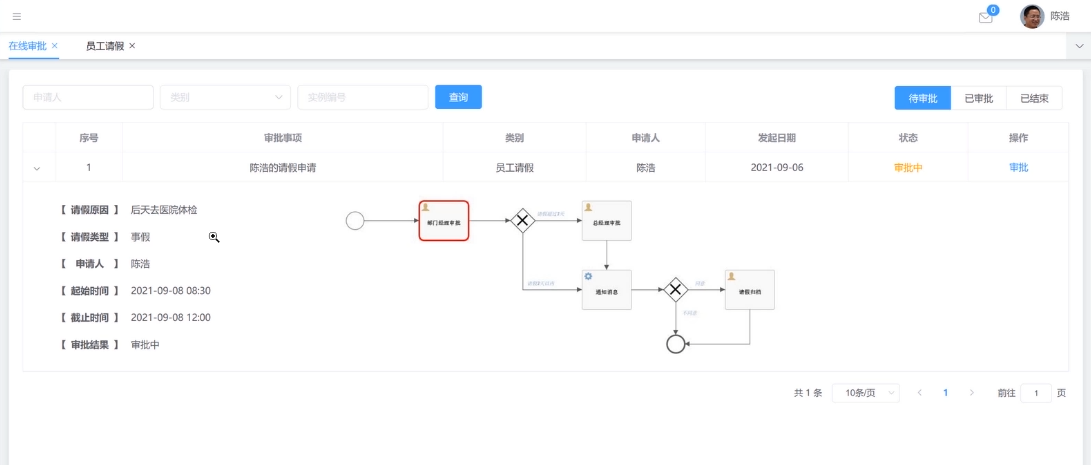 0
陈浩
在线审批 ×
员工请假 ×
申请人
类别
实例编号
查询
待审批
已审批
已结束
序号 审批事项 类别 申请人 发起日期 状态 操作
1 陈浩的请假申请 员工请假 陈浩 2021-09-06 审批中 审批
【 请假原因 】 后天去医院体检
【 请假类型 】 事假
【 申请人 】 陈浩
【 起始时间 】 2021-09-08 08:30
【 截止时间 】 2021-09-08 12:00
【 审批结果 】 审批中
部门经理审批
总经理审批
通知消息
同意
不同意
请假归档
共 1 条 10条/页 1 前往 1 页